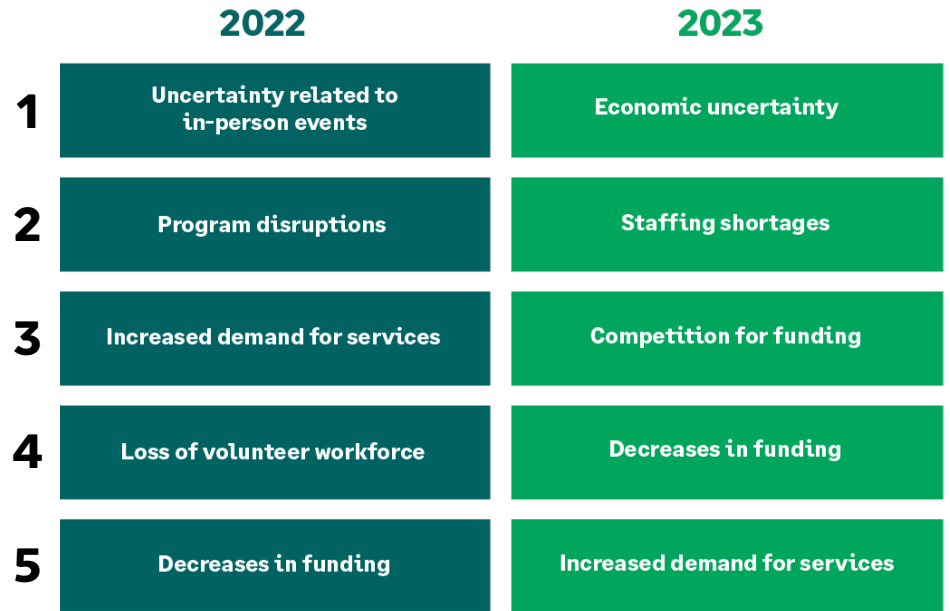 2022 2023
1
Uncertainty related to
in-person events
Economic uncertainty
2
Program disruptions
Staffing shortages
3
Increased demand for services
Competition for funding
4
Loss of volunteer workforce
Decreases in funding
5
Decreases in funding
Increased demand for services